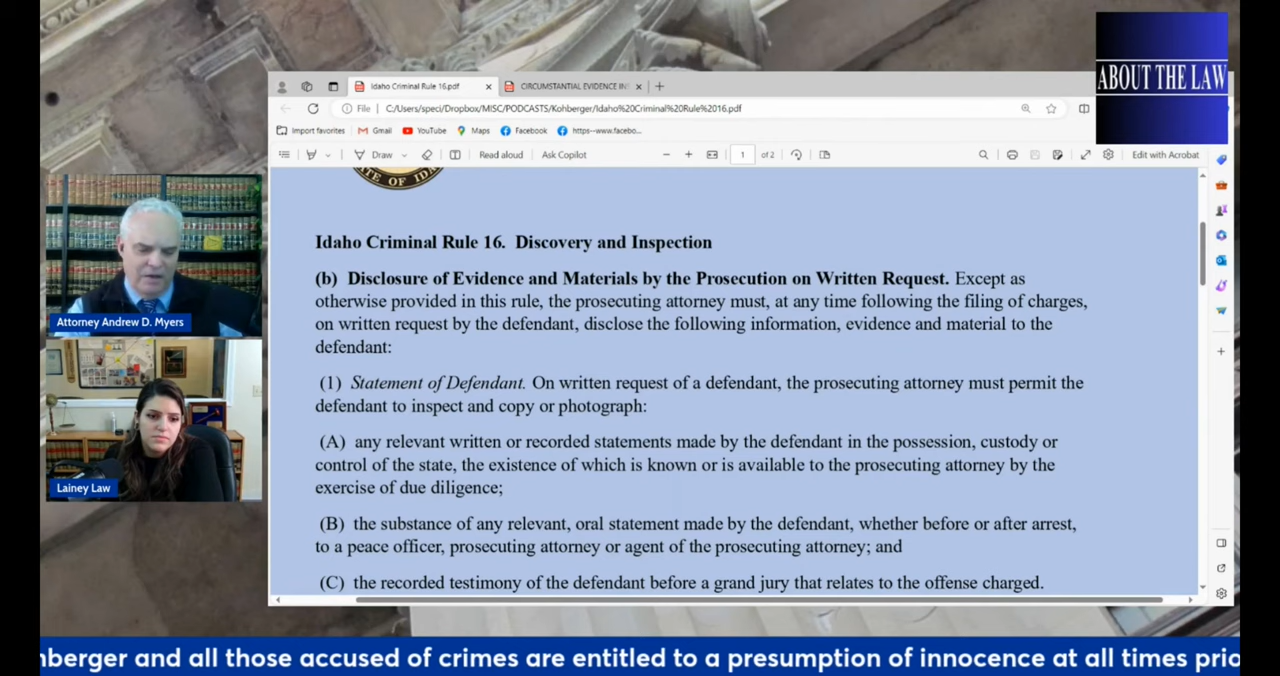 ABOUT THE LAW
Idaho Criminal Rule 16.pdf
CIRCUMSTANTIAL EVIDENCE IN
File
C:/Users/speci/Dropbox/MISC/PODCASTS/Kohberger/Idaho%20Criminal%20Rule%2016.pdf
Import favorites
Gmail
YouTube
Maps
Facebook
https--www.facebo...
Draw
Read aloud
Ask Copilot
1
of 2
Edit with Acrobat
Idaho Criminal Rule 16. Discovery and Inspection
(b) Disclosure of Evidence and Materials by the Prosecution on Written Request. Except as
otherwise provided in this rule, the prosecuting attorney must, at any time following the filing of charges,
on written request by the defendant, disclose the following information, evidence and material to the
defendant:
(1) Statement of Defendant. On written request of a defendant, the prosecuting attorney must permit the
defendant to inspect and copy or photograph:
(A) any relevant written or recorded statements made by the defendant in the possession, custody or
control of the state, the existence of which is known or is available to the prosecuting attorney by the
exercise of due diligence;
(B) the substance of any relevant, oral statement made by the defendant, whether before or after arrest,
to a peace officer, prosecuting attorney or agent of the prosecuting attorney; and
(C) the recorded testimony of the defendant before a grand jury that relates to the offense charged.
Attorney Andrew D. Myers
Lainey Law
nberger and all those accused of crimes are entitled to a presumption of innocence at all times prio